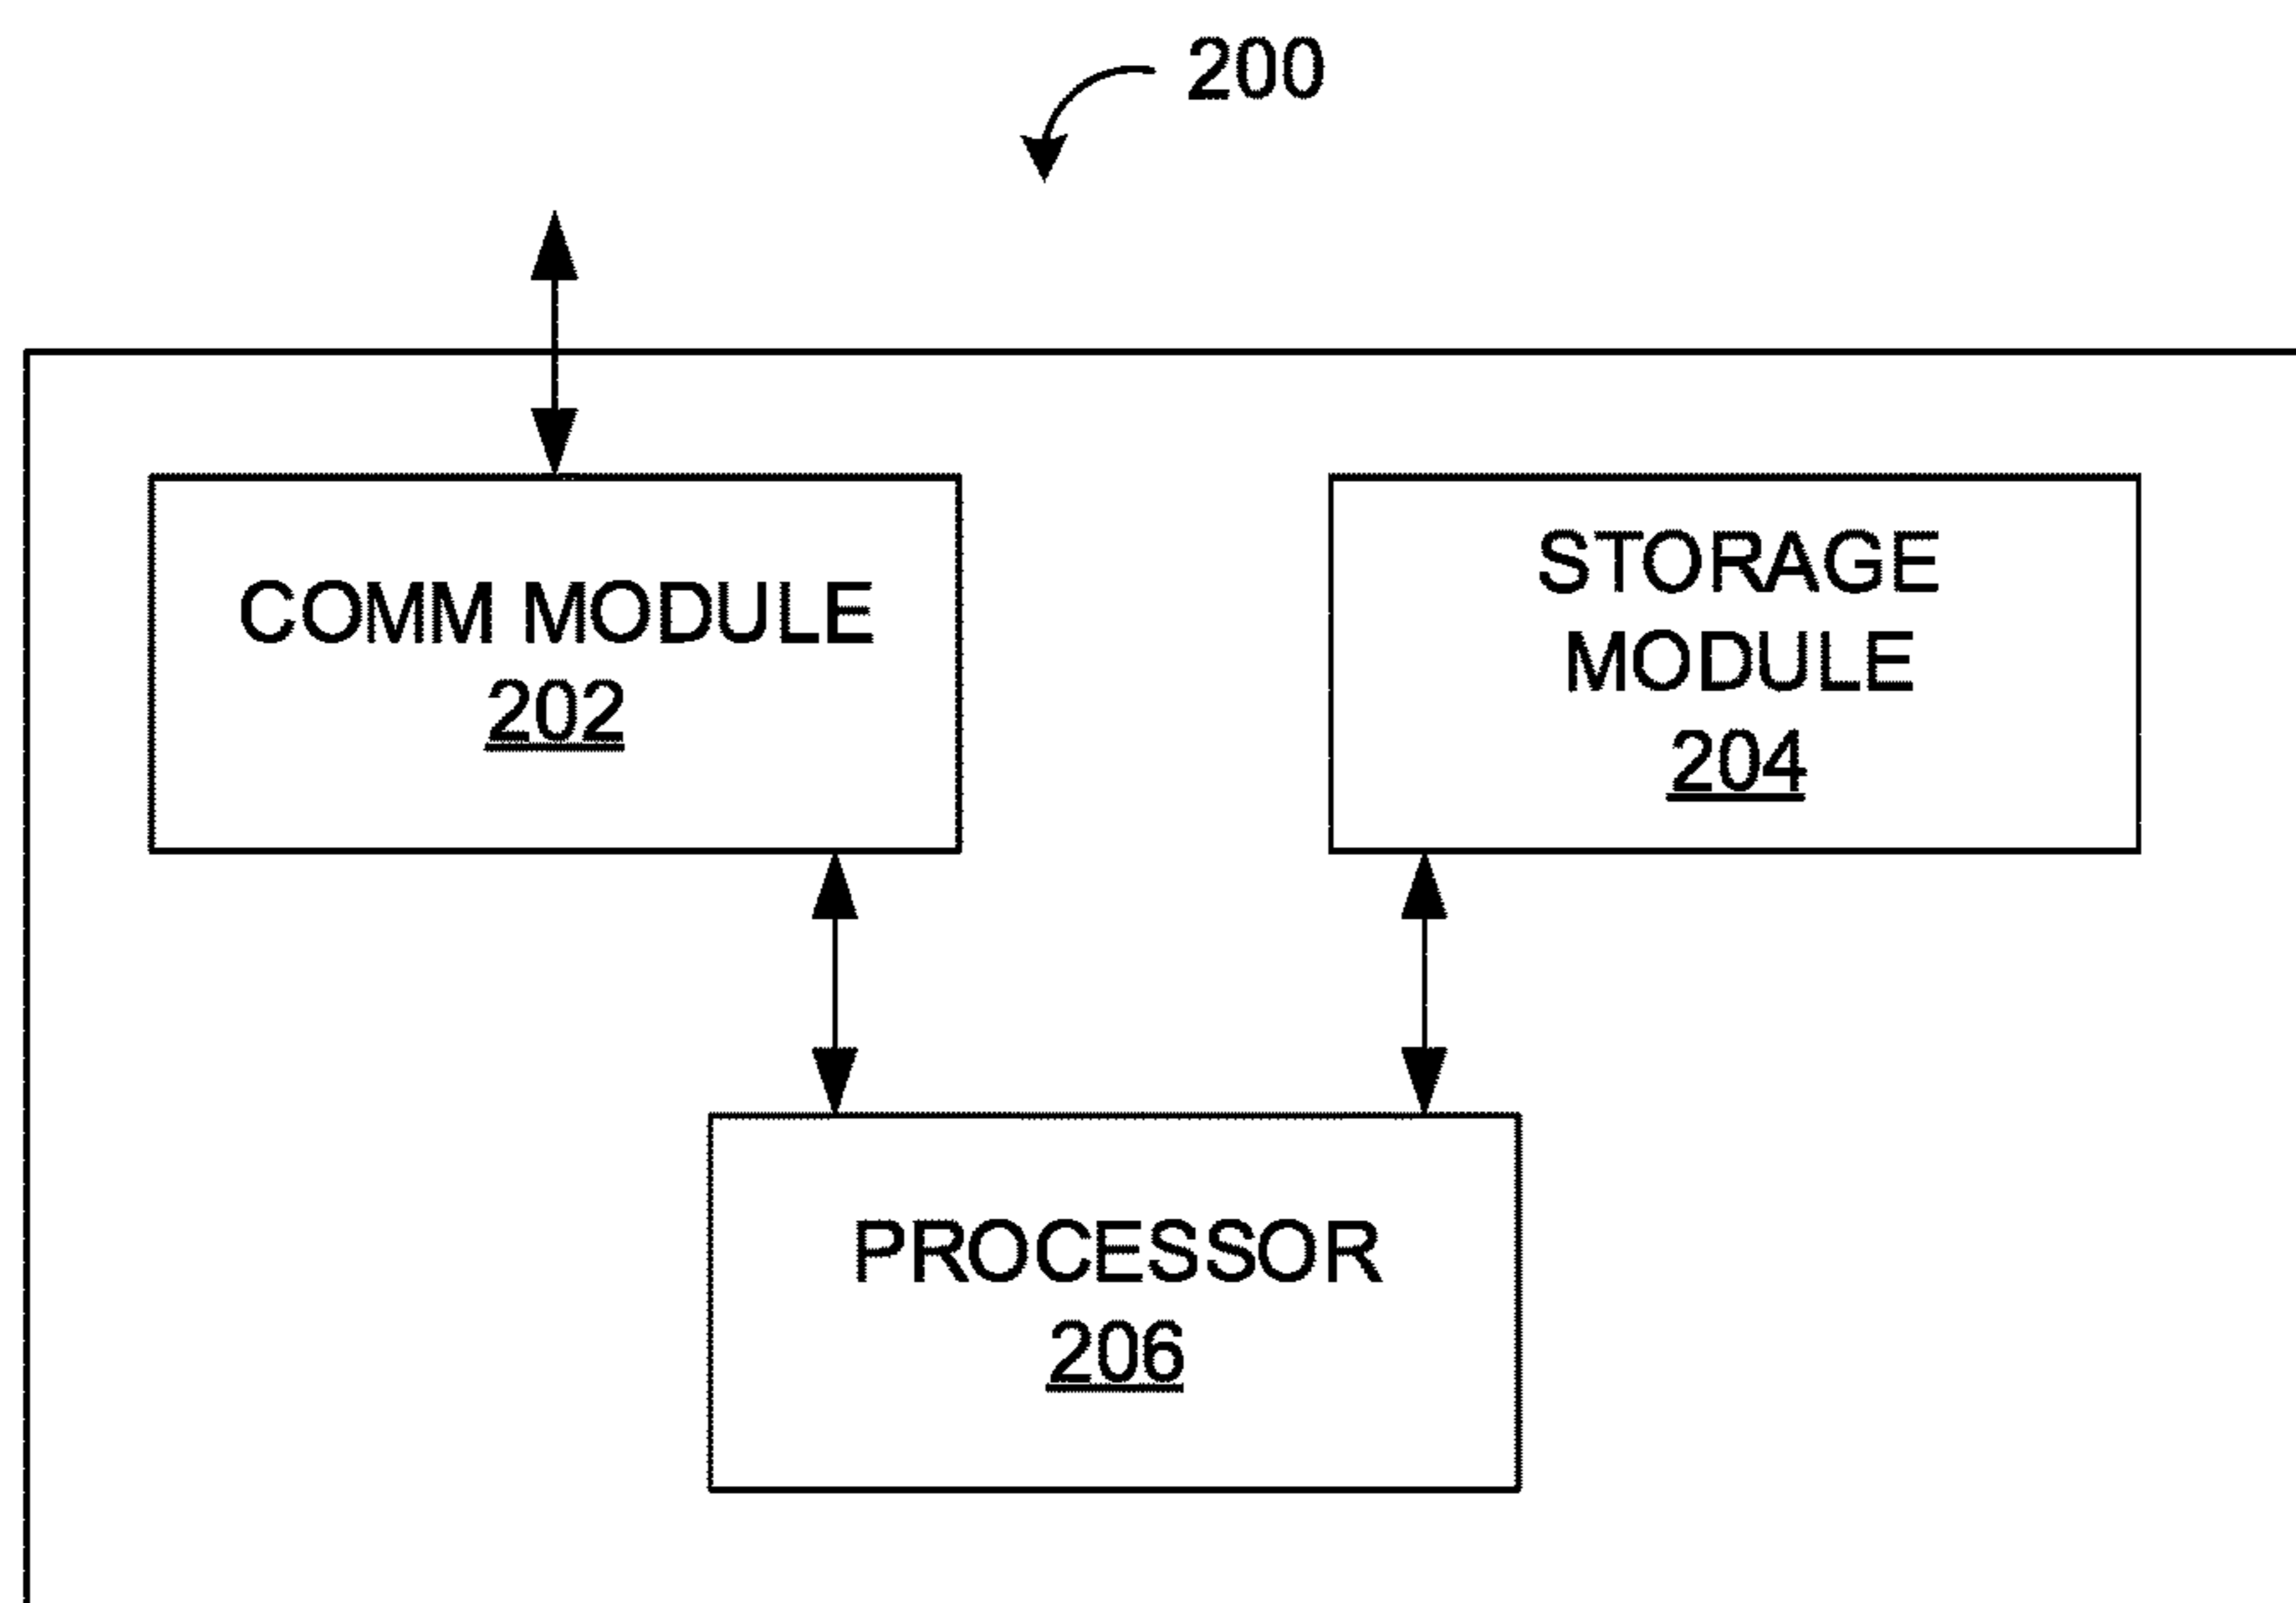 200
COMM MODULE
202
STORAGE
MODULE
204
PROCESSOR
206